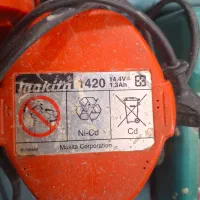 makita 1420 14.4V⎓
1.3Ah
Ni-Cd
Cd
Makita Corporation